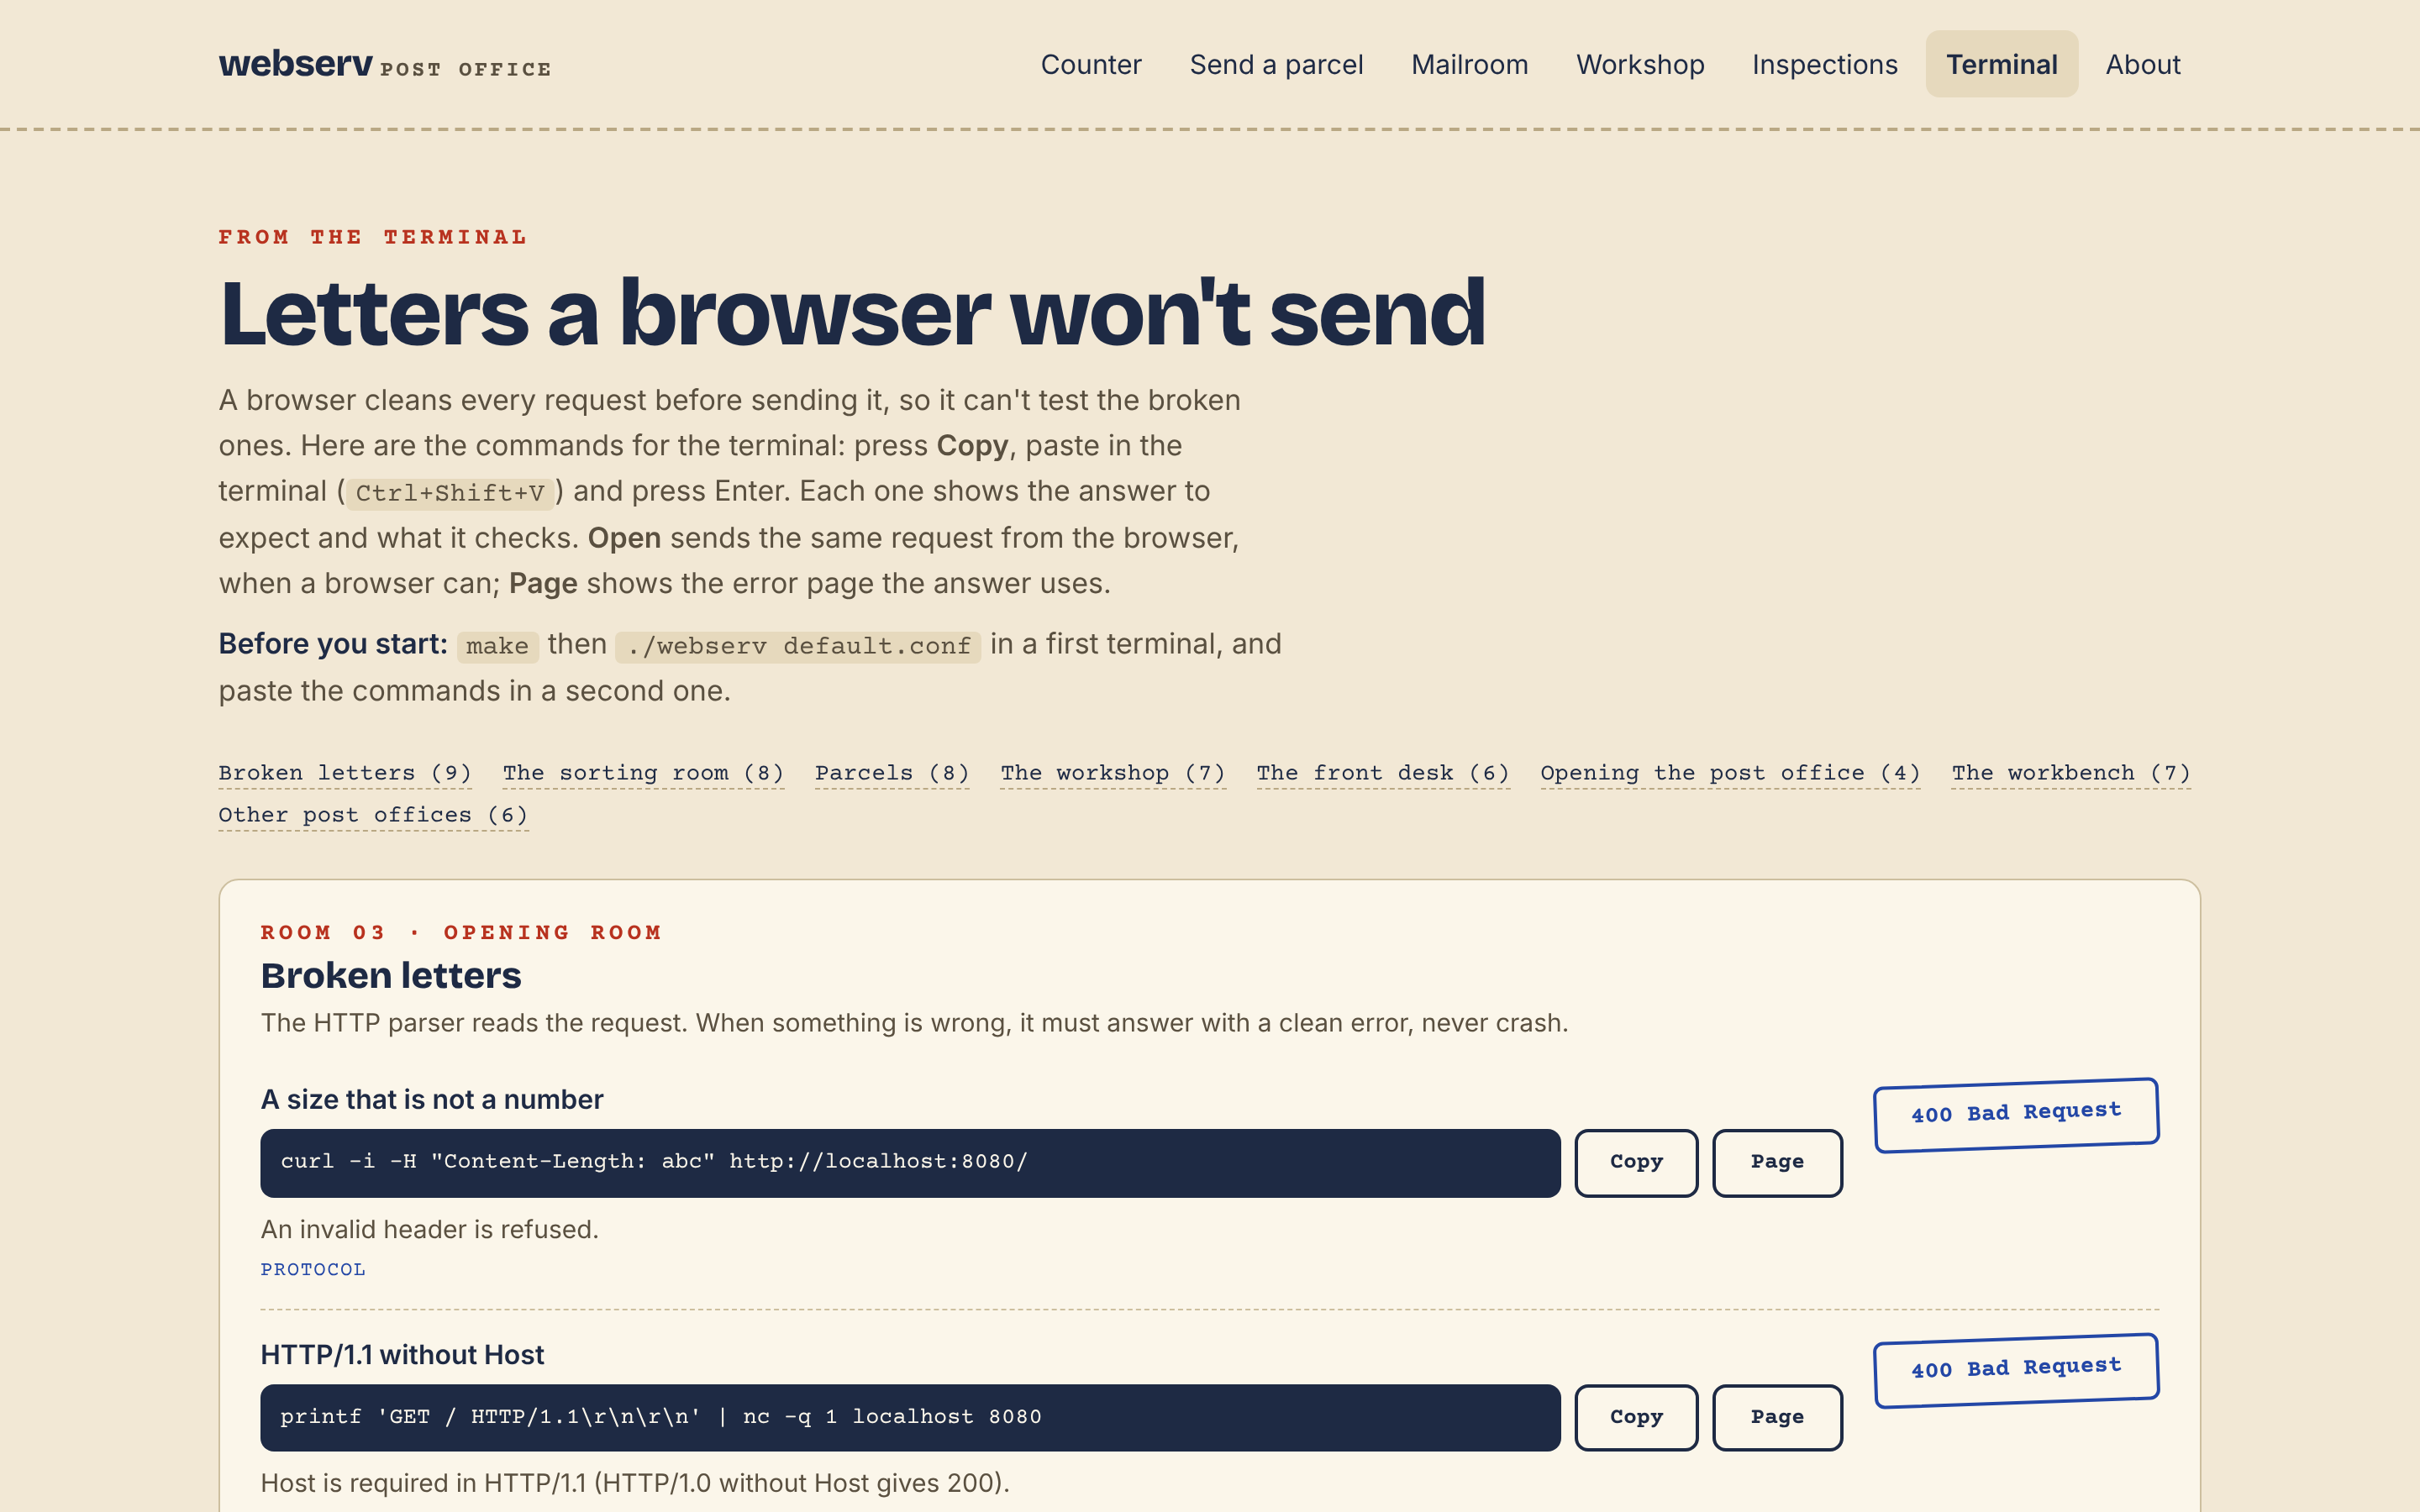 webserv POST OFFICE
Counter Send a parcel Mailroom Workshop Inspections Terminal About
FROM THE TERMINAL
Letters a browser won't send
A browser cleans every request before sending it, so it can't test the broken
ones. Here are the commands for the terminal: press Copy, paste in the
terminal (Ctrl+Shift+V) and press Enter. Each one shows the answer to
expect and what it checks. Open sends the same request from the browser,
when a browser can; Page shows the error page the answer uses.
Before you start: make then ./webserv default.conf in a first terminal, and
paste the commands in a second one.
Broken letters (9) The sorting room (8) Parcels (8) The workshop (7) The front desk (6) Opening the post office (4) The workbench (7)
Other post offices (6)
ROOM 03 · OPENING ROOM
Broken letters
The HTTP parser reads the request. When something is wrong, it must answer with a clean error, never crash.
A size that is not a number
400 Bad Request
curl -i -H "Content-Length: abc" http://localhost:8080/
Copy Page
An invalid header is refused.
PROTOCOL
HTTP/1.1 without Host
400 Bad Request
printf 'GET / HTTP/1.1\r\n\r\n' | nc -q 1 localhost 8080
Copy Page
Host is required in HTTP/1.1 (HTTP/1.0 without Host gives 200).